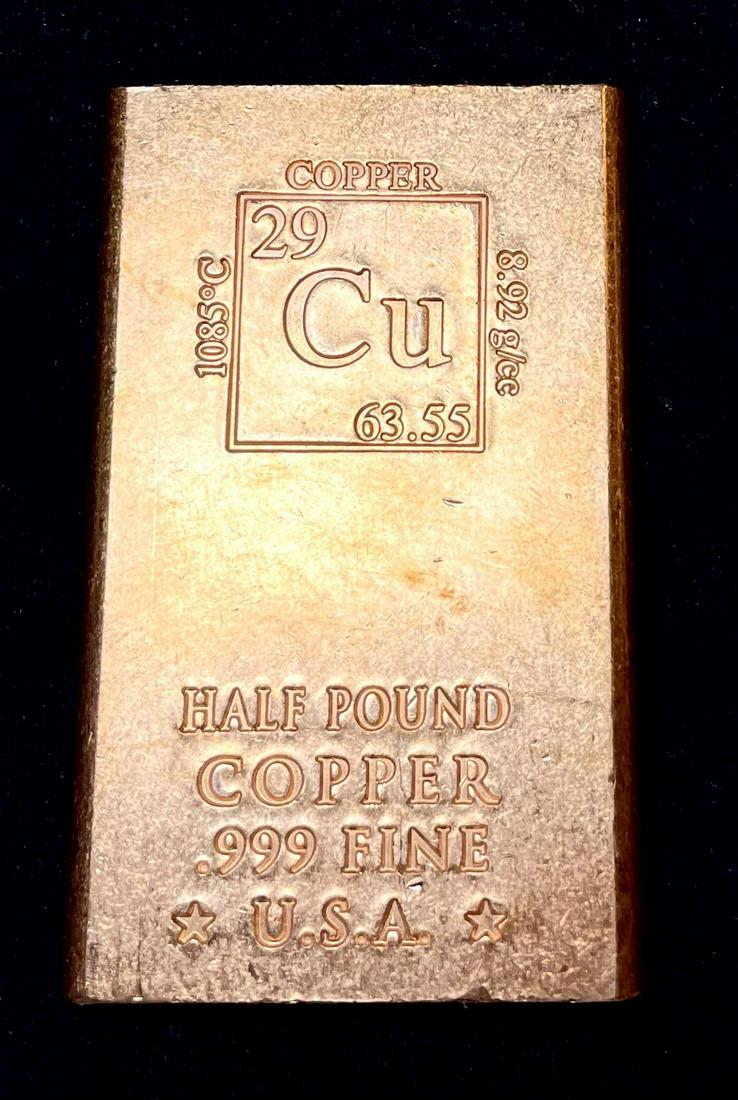 COPPER
29
Cu
63.55
1085°C
8.92 g/cc
HALF POUND
COPPER
.999 FINE
★ U.S.A. ★